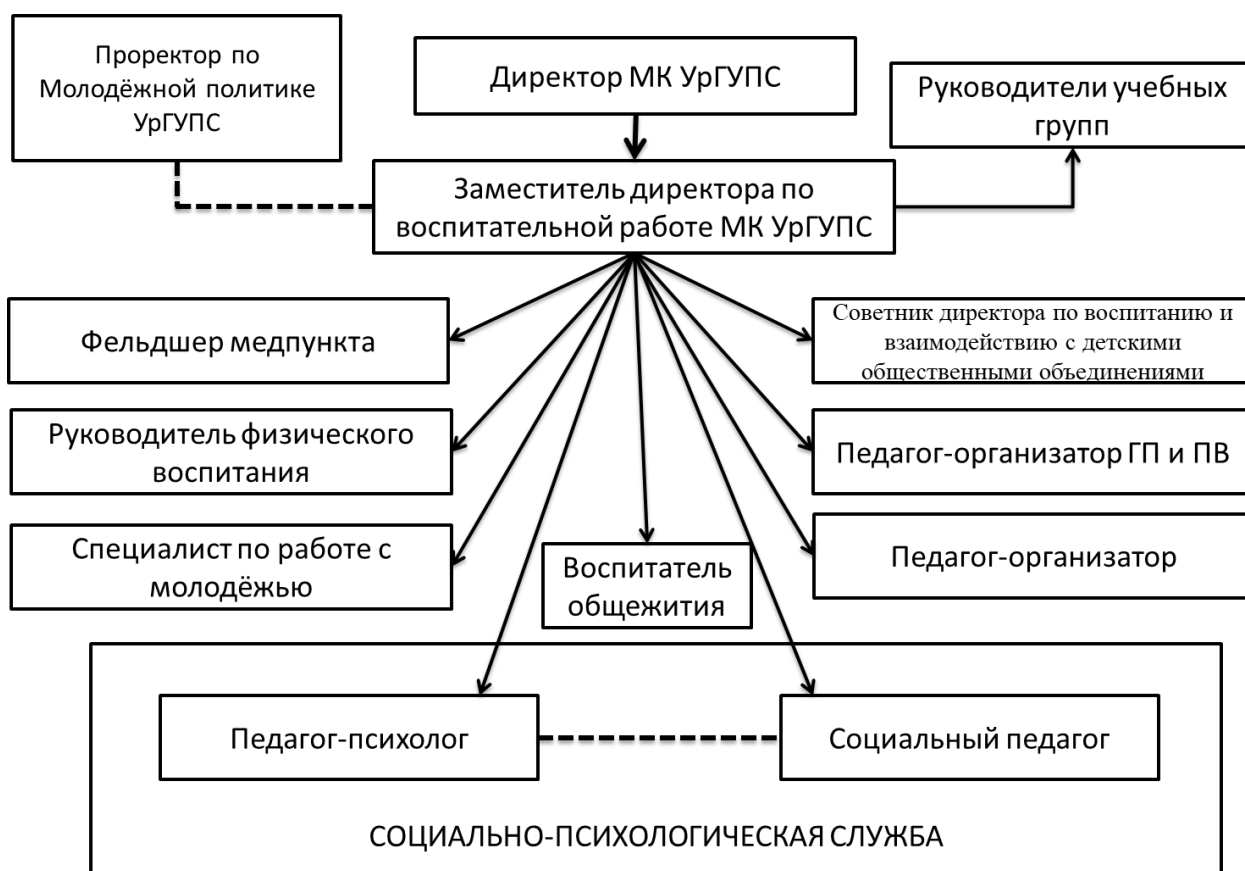 Проректор по
Молодёжной политике
УрГУПС
Директор МК УрГУПС
Руководители учебных
групп
Заместитель директора по
воспитательной работе МК УрГУПС
Фельдшер медпункта
Советник директора по воспитанию и
взаимодействию с детскими
общественными объединениями
Руководитель физического
воспитания
Педагог-организатор ГП и ПВ
Специалист по работе с
молодёжью
Воспитатель
общежития
Педагог-организатор
Педагог-психолог
Социальный педагог
СОЦИАЛЬНО-ПСИХОЛОГИЧЕСКАЯ СЛУЖБА